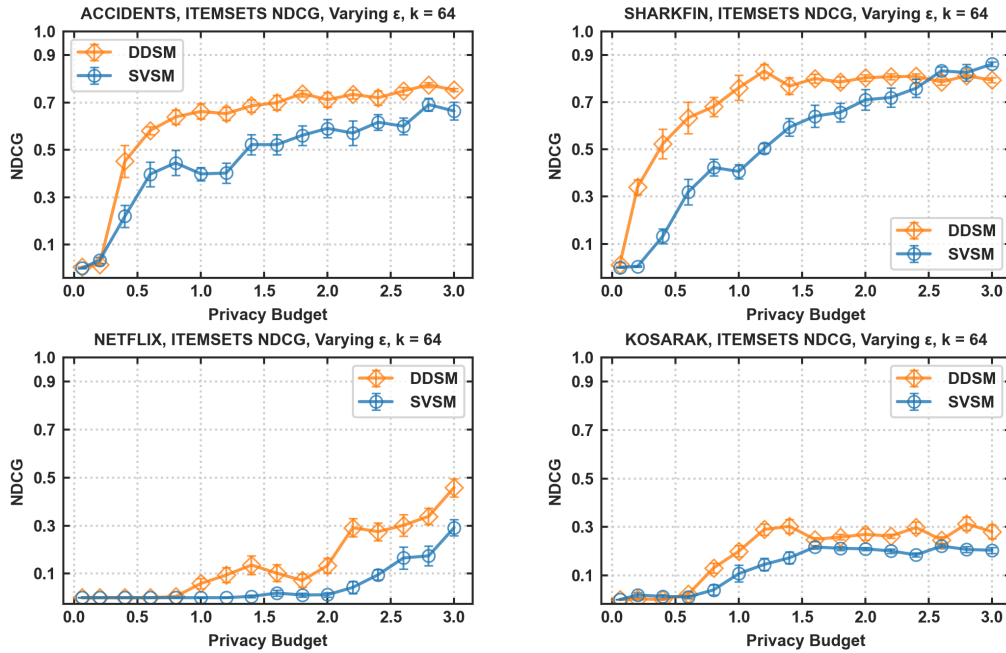 ACCIDENTS, ITEMSETS NDCG, Varying ε, k = 64
1.0
0.9
0.7
0.5
0.3
0.1
NDCG
DDSM
SVSM
0.0 0.5 1.0 1.5 2.0 2.5 3.0
Privacy Budget
SHARKFIN, ITEMSETS NDCG, Varying ε, k = 64
1.0
0.9
0.7
0.5
0.3
0.1
NDCG
DDSM
SVSM
0.0 0.5 1.0 1.5 2.0 2.5 3.0
Privacy Budget
NETFLIX, ITEMSETS NDCG, Varying ε, k = 64
1.0
0.9
0.7
0.5
0.3
0.1
NDCG
DDSM
SVSM
0.0 0.5 1.0 1.5 2.0 2.5 3.0
Privacy Budget
KOSARAK, ITEMSETS NDCG, Varying ε, k = 64
1.0
0.9
0.7
0.5
0.3
0.1
NDCG
DDSM
SVSM
0.0 0.5 1.0 1.5 2.0 2.5 3.0
Privacy Budget